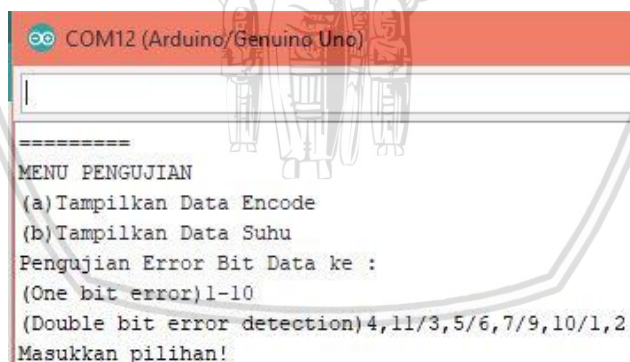 COM12 (Arduino/Genuino Uno)
=========
MENU PENGUJIAN
(a)Tampilkan Data Encode
(b)Tampilkan Data Suhu
Pengujian Error Bit Data ke :
(One bit error)1-10
(Double bit error detection)4,11/3,5/6,7/9,10/1,2
Masukkan pilihan!